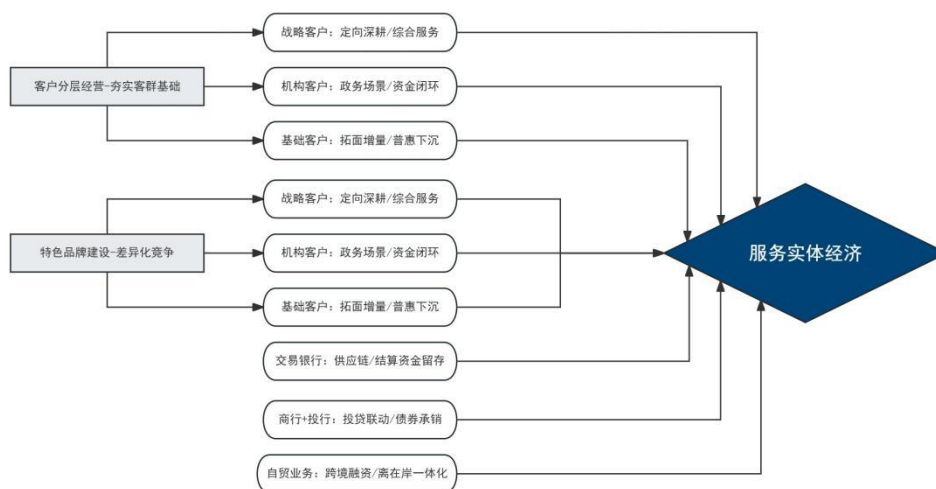 战略客户：定向深耕/综合服务
客户分层经营-夯实客群基础
机构客户：政务场景/资金闭环
基础客户：拓面增量/普惠下沉
战略客户：定向深耕/综合服务
特色品牌建设-差异化竞争
机构客户：政务场景/资金闭环
服务实体经济
基础客户：拓面增量/普惠下沉
交易银行：供应链/结算资金留存
商行+投行：投贷联动/债券承销
自贸业务：跨境融资/离在岸一体化